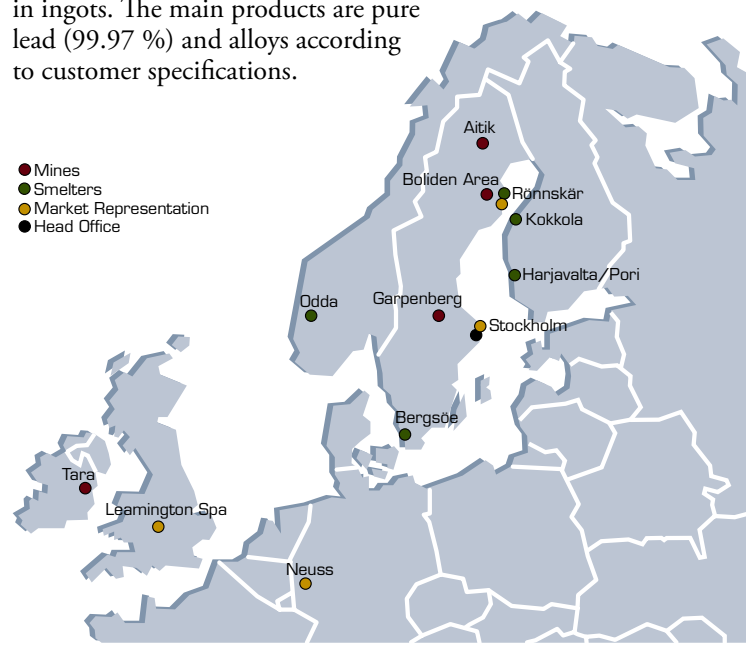 in ingots. The main products are pure
lead (99.97 %) and alloys according
to customer specifications.
Mines
Smelters
Market Representation
Head Office
Aitik
Boliden Area
Rönnskär
Kokkola
Harjavalta/Pori
Odda
Garpenberg
Stockholm
Bergsöe
Tara
Leamington Spa
Neuss